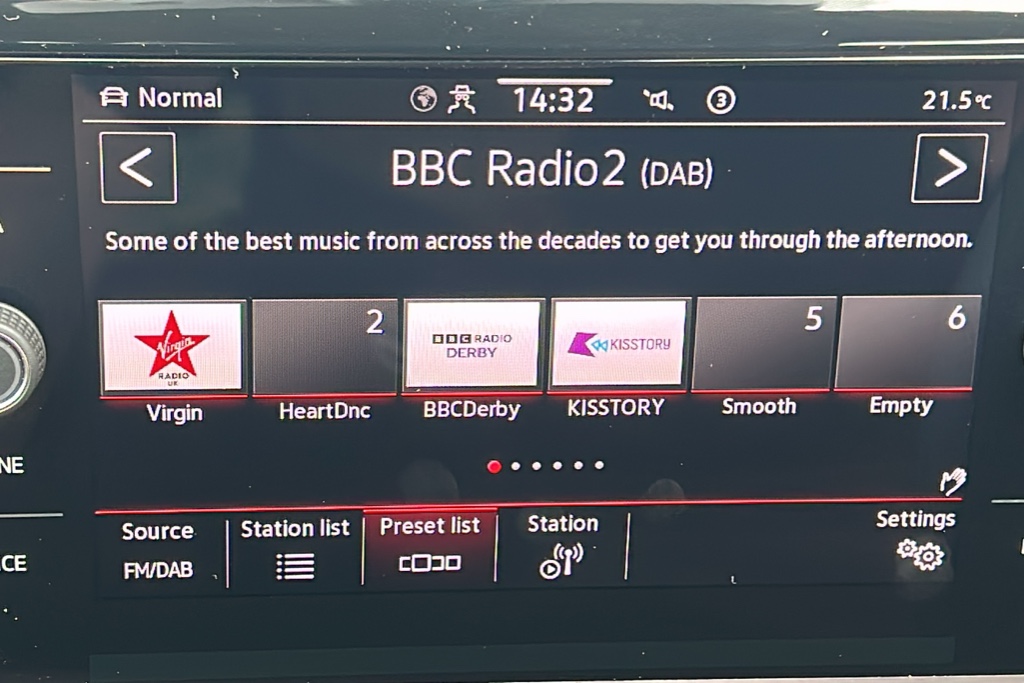 Normal
14:32
3
21.5°C
BBC Radio2 (DAB)
Some of the best music from across the decades to get you through the afternoon.
Virgin
RADIO
UK
2
BBC RADIO
DERBY
KISSTORY
5
6
Virgin
HeartDnc
BBCDerby
KISSTORY
Smooth
Empty
NE
CE
Source
FM/DAB
Station list
Preset list
Station
Settings